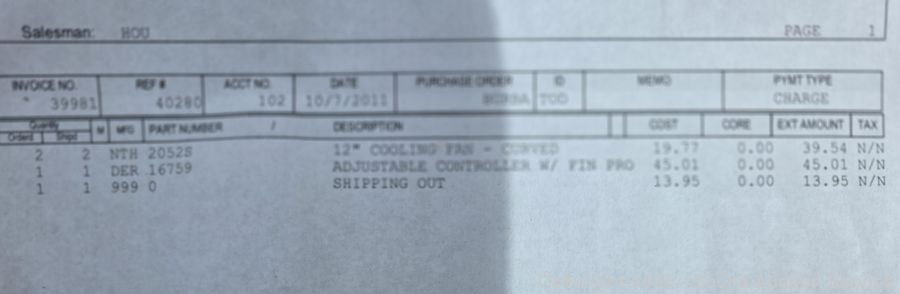 Salesman: HOU PAGE 1
INVOICE NO. REF # ACCT NO. DATE PURCHASE ORDER ID MEMO PYMT TYPE
39981 40280 102 10/7/2011 TOD CHARGE
Quantity
Orderd Shipd M MFG PART NUMBER / DESCRIPTION COST CORE EXT AMOUNT TAX
2 2 NTH 2052S 12" COOLING FAN - CURVED 19.77 0.00 39.54 N/N
1 1 DER 16759 ADJUSTABLE CONTROLLER W/ FIN PRO 45.01 0.00 45.01 N/N
1 1 999 0 SHIPPING OUT 13.95 0.00 13.95 N/N